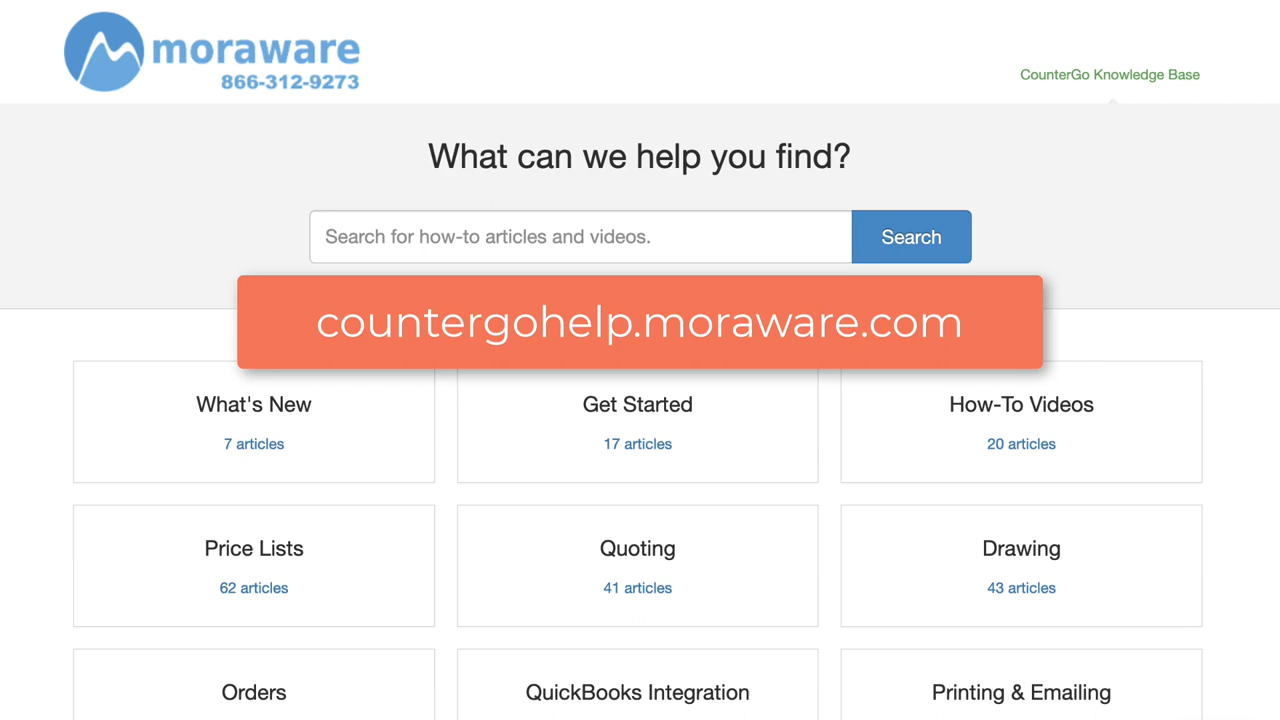 moraware
866-312-9273
CounterGo Knowledge Base
What can we help you find?
Search for how-to articles and videos.
Search
countergohelp.moraware.com
What's New
7 articles
Get Started
17 articles
How-To Videos
20 articles
Price Lists
62 articles
Quoting
41 articles
Drawing
43 articles
Orders
QuickBooks Integration
Printing & Emailing